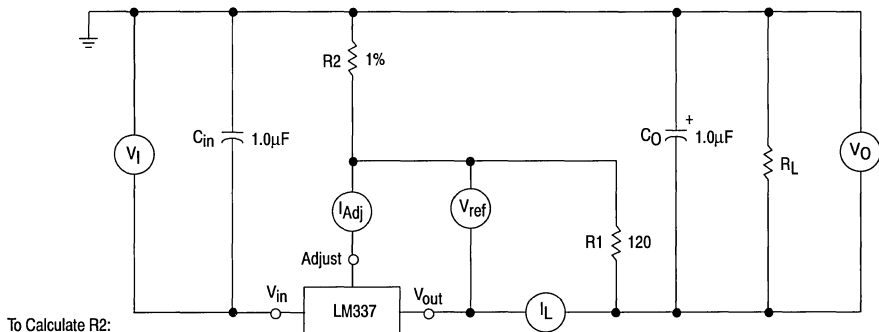 R2 1%
Cin 1.0µF
CO + 1.0µF
VI
VO
RL
IAdj
Vref
R1 120
Adjust
Vin
Vout
IL
LM337
To Calculate R2: